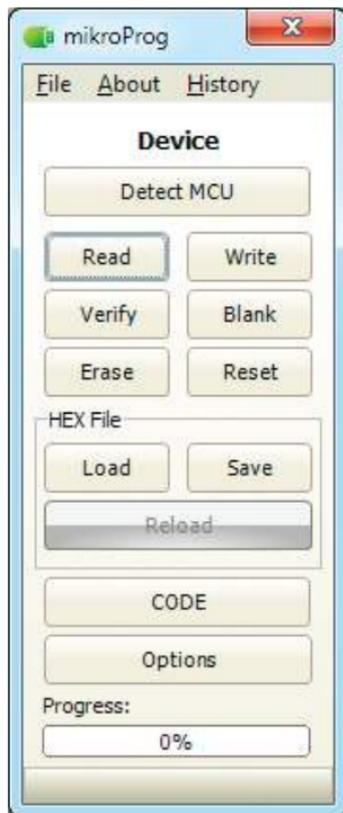 mikroProg
File About History
Device
Detect MCU
Read Write
Verify Blank
Erase Reset
HEX File
Load Save
Reload
CODE
Options
Progress:
0%